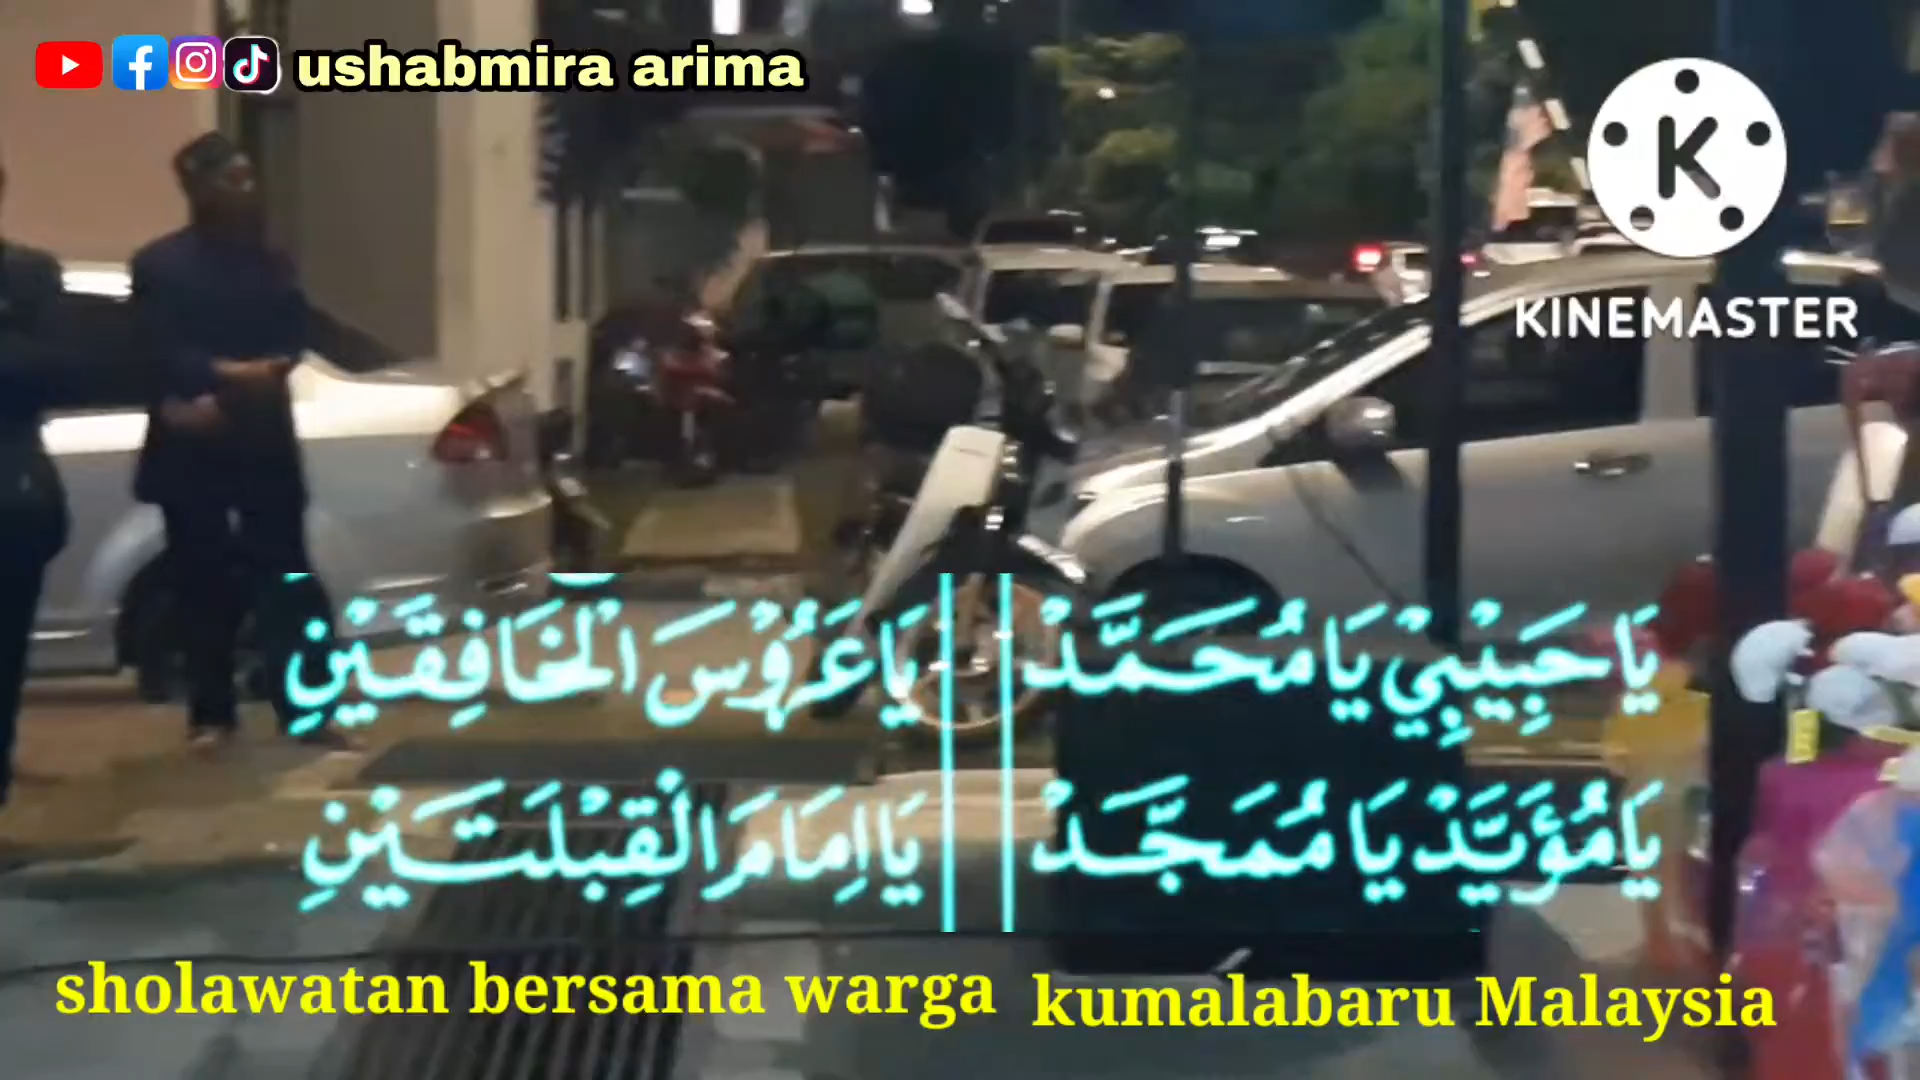 ushabmira arima
KINEMASTER
يَا حَبِيْبِيْ يَا مُحَمَّدْ يَا عَرُوْسَ الْخَافِقَيْنِ
يَا مُؤَيَّدْ يَا مُمَجَّدْ يَا اِمَامَ الْقِبْلَتَيْنِ
sholawatan bersama warga kumalabaru Malaysia